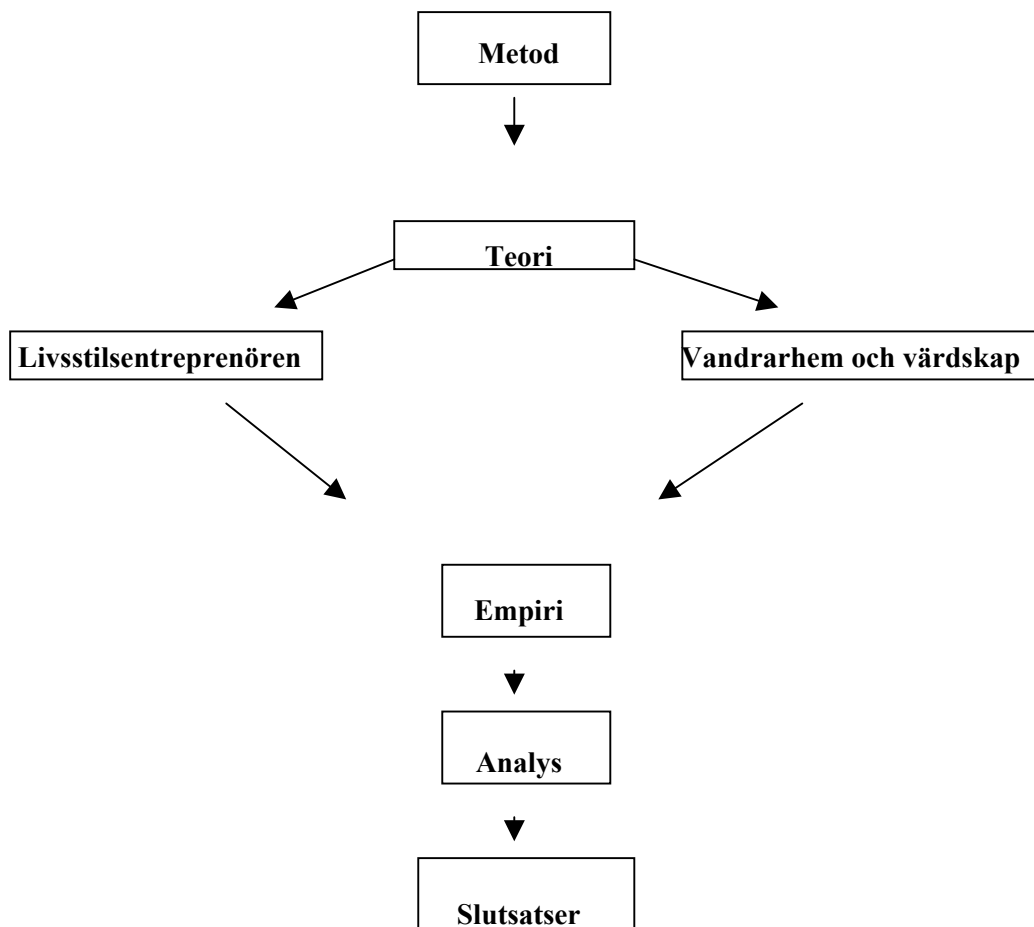 Metod
Teori
Livsstilsentreprenören
Vandrarhem och värdskap
Empiri
Analys
Slutsatser